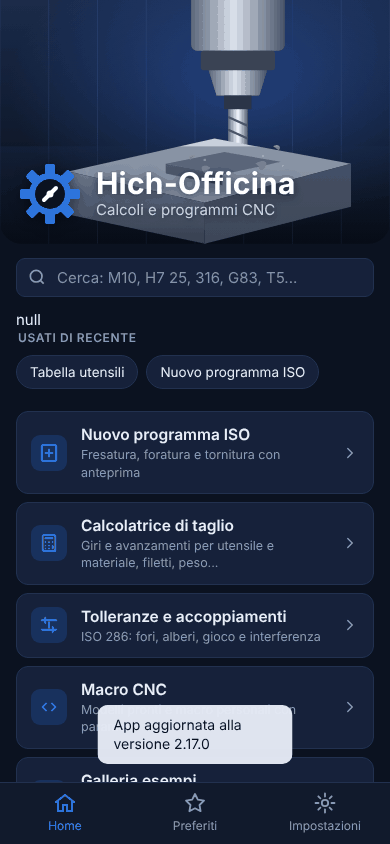 Hich-Officina
Calcoli e programmi CNC
Cerca: M10, H7 25, 316, G83, T5...
null
USATI DI RECENTE
Tabella utensili
Nuovo programma ISO
Nuovo programma ISO
Fresatura, foratura e tornitura con
anteprima
Calcolatrice di taglio
Giri e avanzamenti per utensile e
materiale, filetti, peso...
Tolleranze e accoppiamenti
ISO 286: fori, alberi, gioco e interferenza
Macro CNC
App aggiornata alla
versione 2.17.0
Galleria esempi
Home
Preferiti
Impostazioni